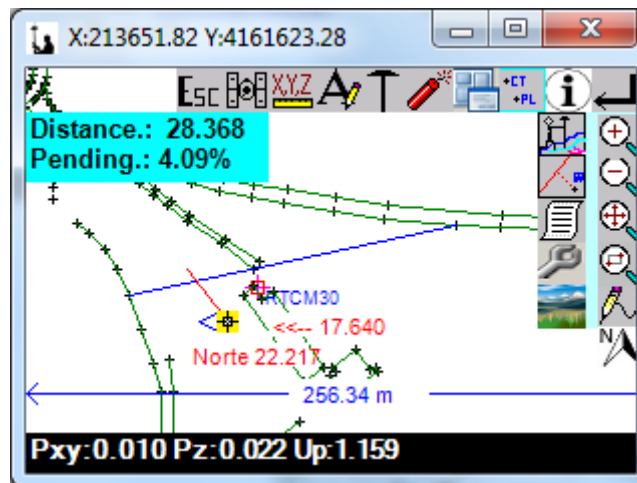 X:213651.82 Y:4161623.28
ESC X,Y,Z A T +CT +PL i
Distance.: 28.368
Pending.: 4.09%
RTCM30
<<-- 17.640
Norte 22.217
N
256.34 m
Pxy:0.010 Pz:0.022 Up:1.159